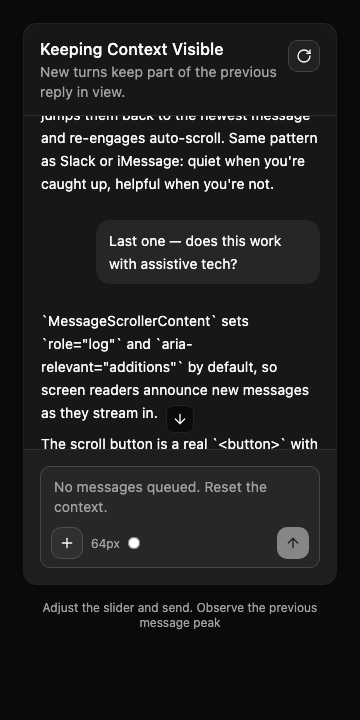 Keeping Context Visible
New turns keep part of the previous
reply in view.
jumps them back to the newest message
and re-engages auto-scroll. Same pattern
as Slack or iMessage: quiet when you're
caught up, helpful when you're not.
Last one — does this work
with assistive tech?
`MessageScrollerContent` sets
`role="log"` and `aria-
relevant="additions"` by default, so
screen readers announce new messages
as they stream in.
The scroll button is a real `<button>` with
No messages queued. Reset the
context.
64px
Adjust the slider and send. Observe the previous
message peak